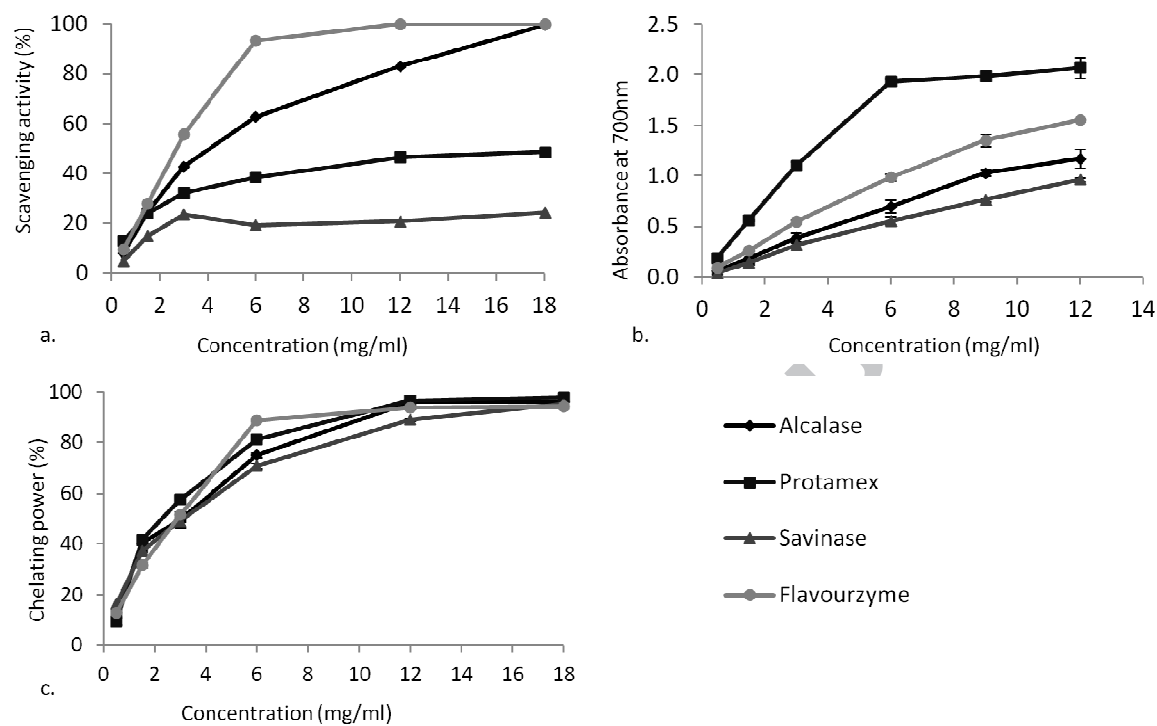 Scavenging activity (%)
100
80
60
40
20
0
0 2 4 6 8 10 12 14 16 18
a.
Concentration (mg/ml)
Absorbance at 700nm
2.5
2.0
1.5
1.0
0.5
0.0
0 2 4 6 8 10 12 14
b.
Concentration (mg/ml)
Chelating power (%)
100
80
60
40
20
0
0 2 4 6 8 10 12 14 16 18
c.
Concentration (mg/ml)
Alcalase
Protamex
Savinase
Flavourzyme